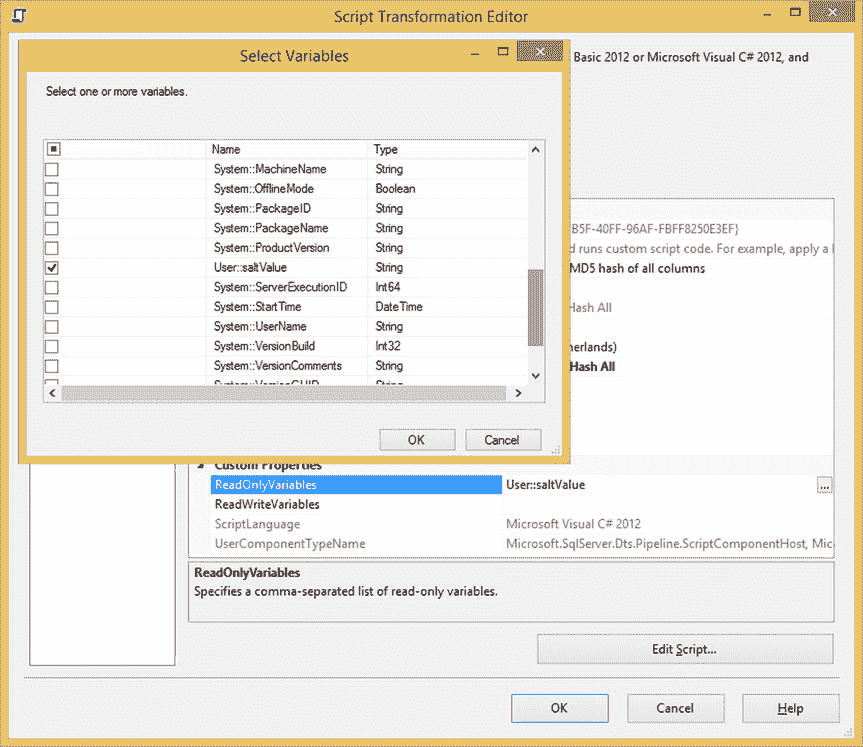 Script Transformation Editor
Select Variables
Basic 2012 or Microsoft Visual C# 2012, and
Select one or more variables.
Name Type
System::MachineName String
System::OfflineMode Boolean
System::PackageID String
System::PackageName String
System::ProductVersion String
User::saltValue String
System::ServerExecutionID Int64
System::StartTime DateTime
System::UserName String
System::VersionBuild Int32
System::VersionComments String
System::VersionGUID String
OK Cancel
B5F-40FF-96AF-FBFF8250E3EF}
d runs custom script code. For example, apply a
MD5 hash of all columns
Hash All
herlands)
Hash All
Custom Properties
ReadOnlyVariables User::saltValue ...
ReadWriteVariables
ScriptLanguage Microsoft Visual C# 2012
UserComponentTypeName Microsoft.SqlServer.Dts.Pipeline.ScriptComponentHost, Mic
ReadOnlyVariables
Specifies a comma-separated list of read-only variables.
Edit Script...
OK Cancel Help